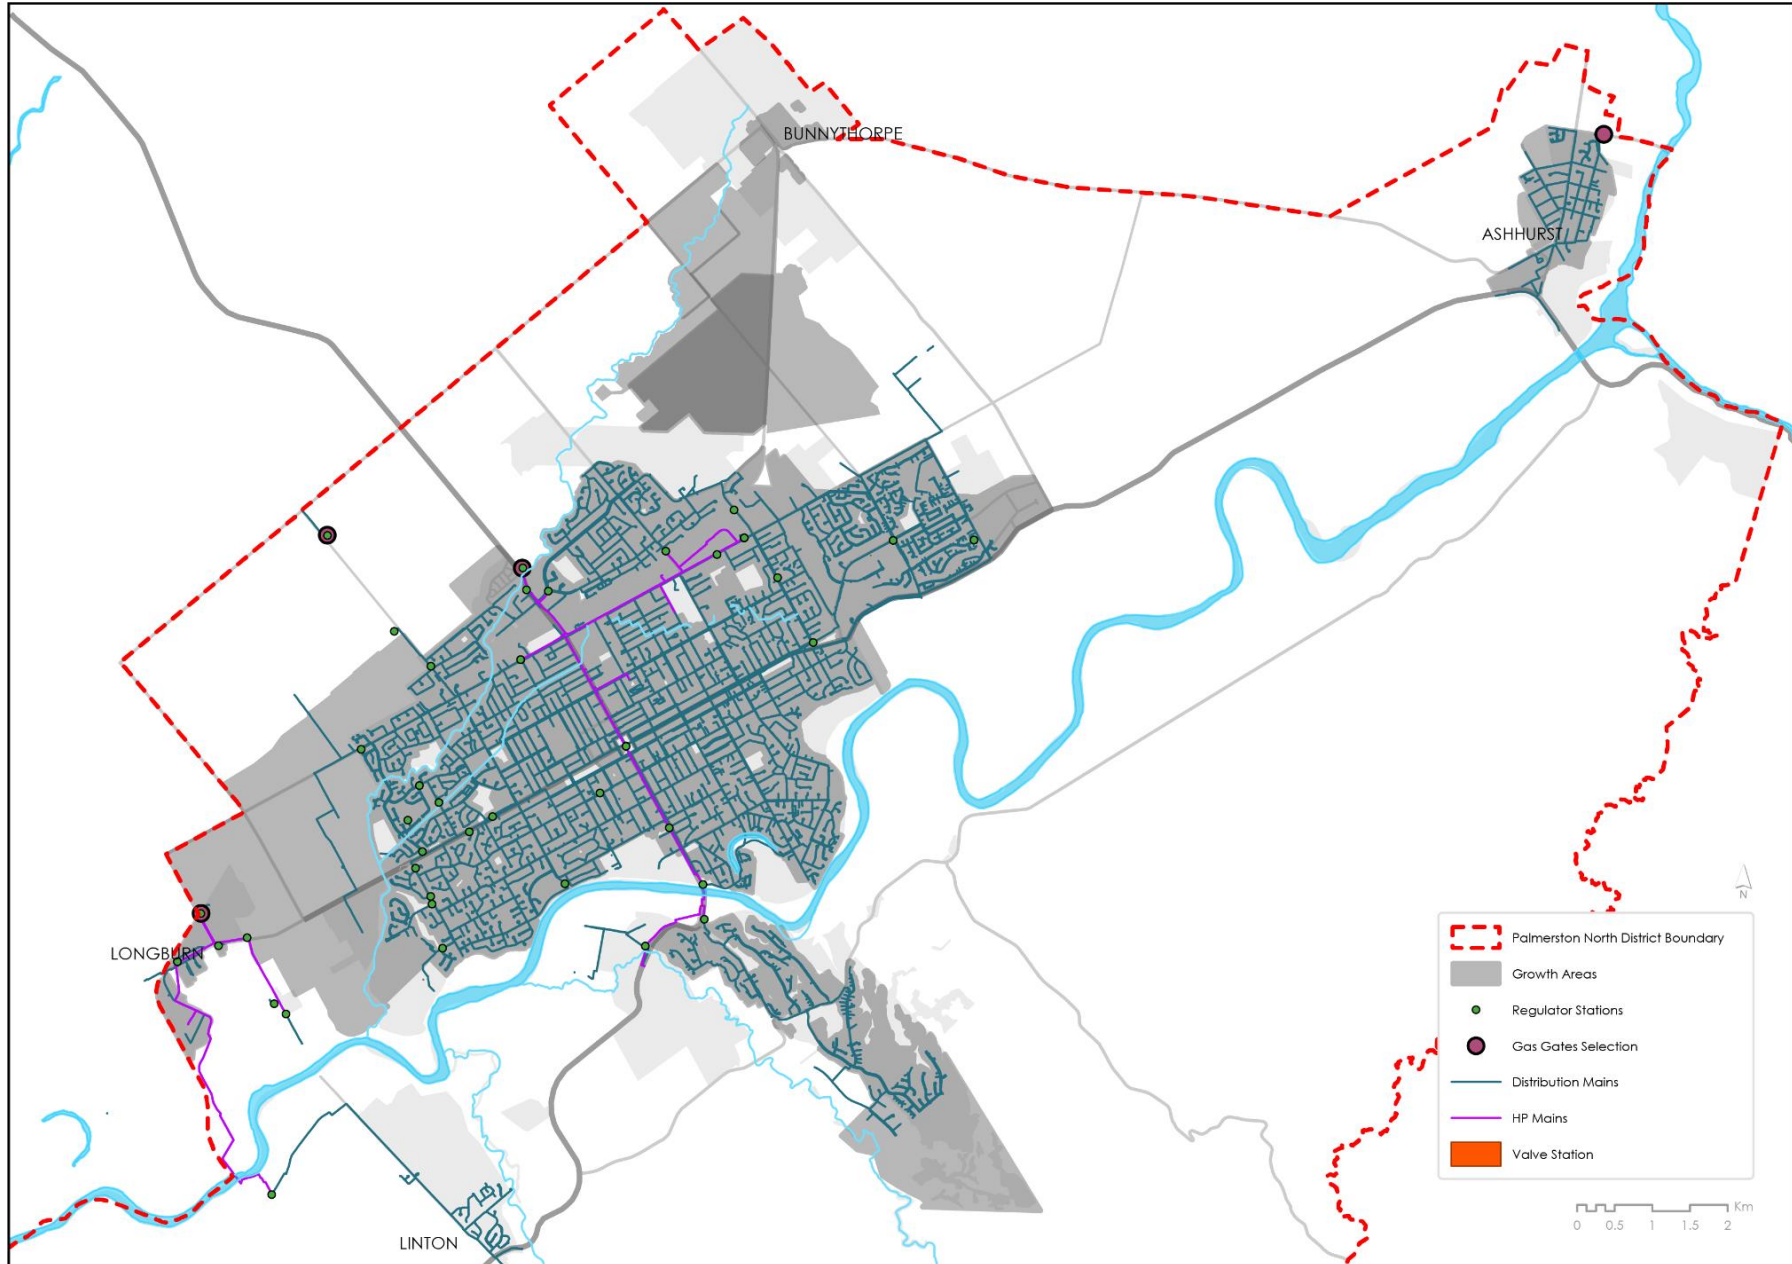 BUNNYTHORPE
ASHHURST
LONGBURN
LINTON
N
Palmerston North District Boundary
Growth Areas
Regulator Stations
Gas Gates Selection
Distribution Mains
HP Mains
Valve Station
Km
0 0.5 1 1.5 2